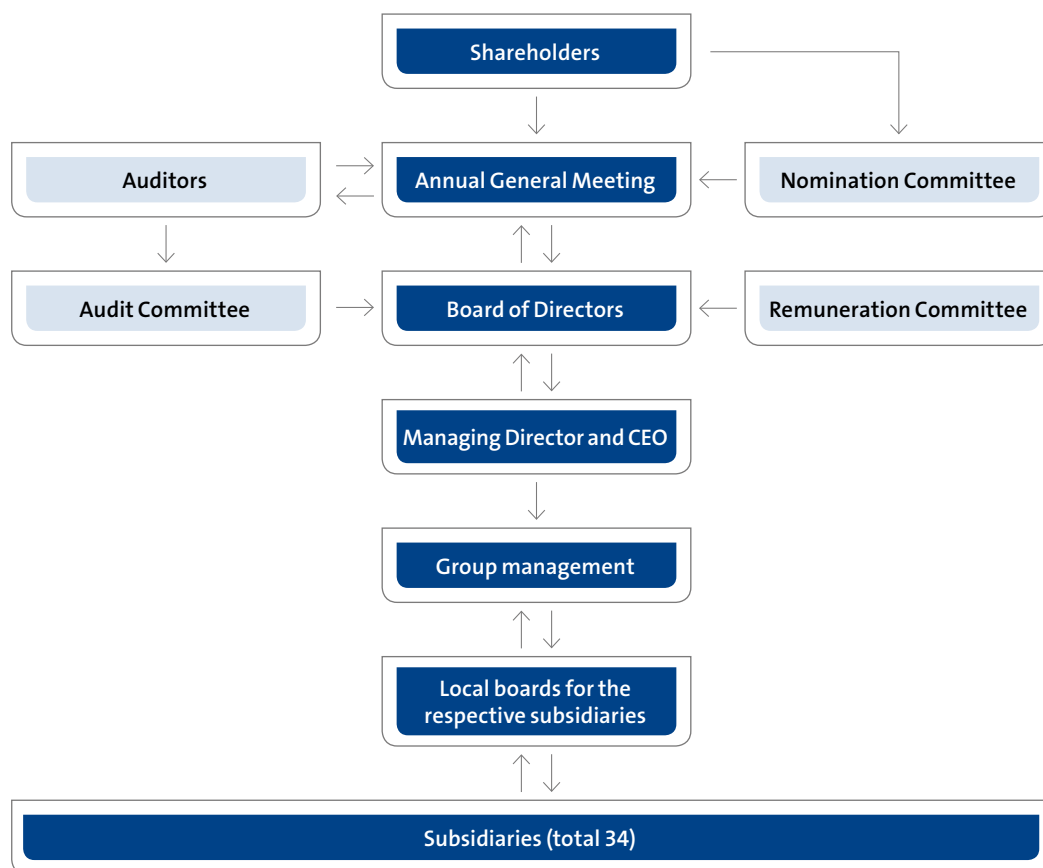 Shareholders
Auditors
Annual General Meeting
Nomination Committee
Audit Committee
Board of Directors
Remuneration Committee
Managing Director and CEO
Group management
Local boards for the
respective subsidiaries
Subsidiaries (total 34)